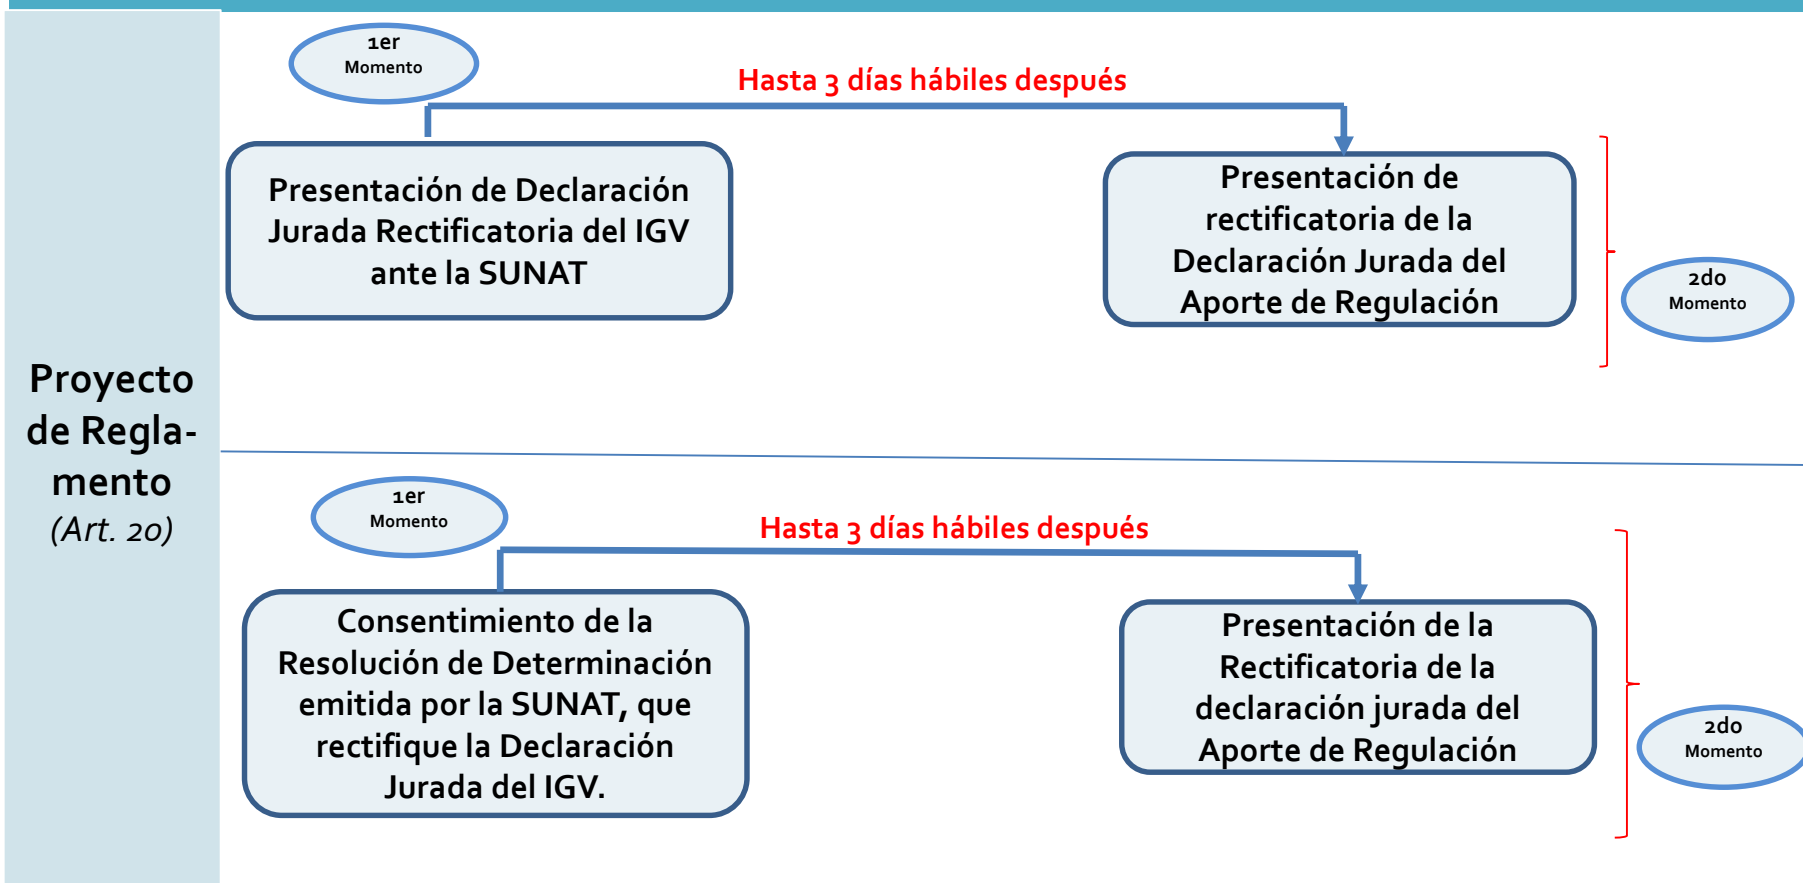 Proyecto
de Regla-
mento
(Art. 20)
1er
Momento
Hasta 3 días hábiles después
Presentación de Declaración
Jurada Rectificatoria del IGV
ante la SUNAT
Presentación de
rectificatoria de la
Declaración Jurada del
Aporte de Regulación
2do
Momento
1er
Momento
Hasta 3 días hábiles después
Consentimiento de la
Resolución de Determinación
emitida por la SUNAT, que
rectifique la Declaración
Jurada del IGV.
Presentación de la
Rectificatoria de la
declaración jurada del
Aporte de Regulación
2do
Momento